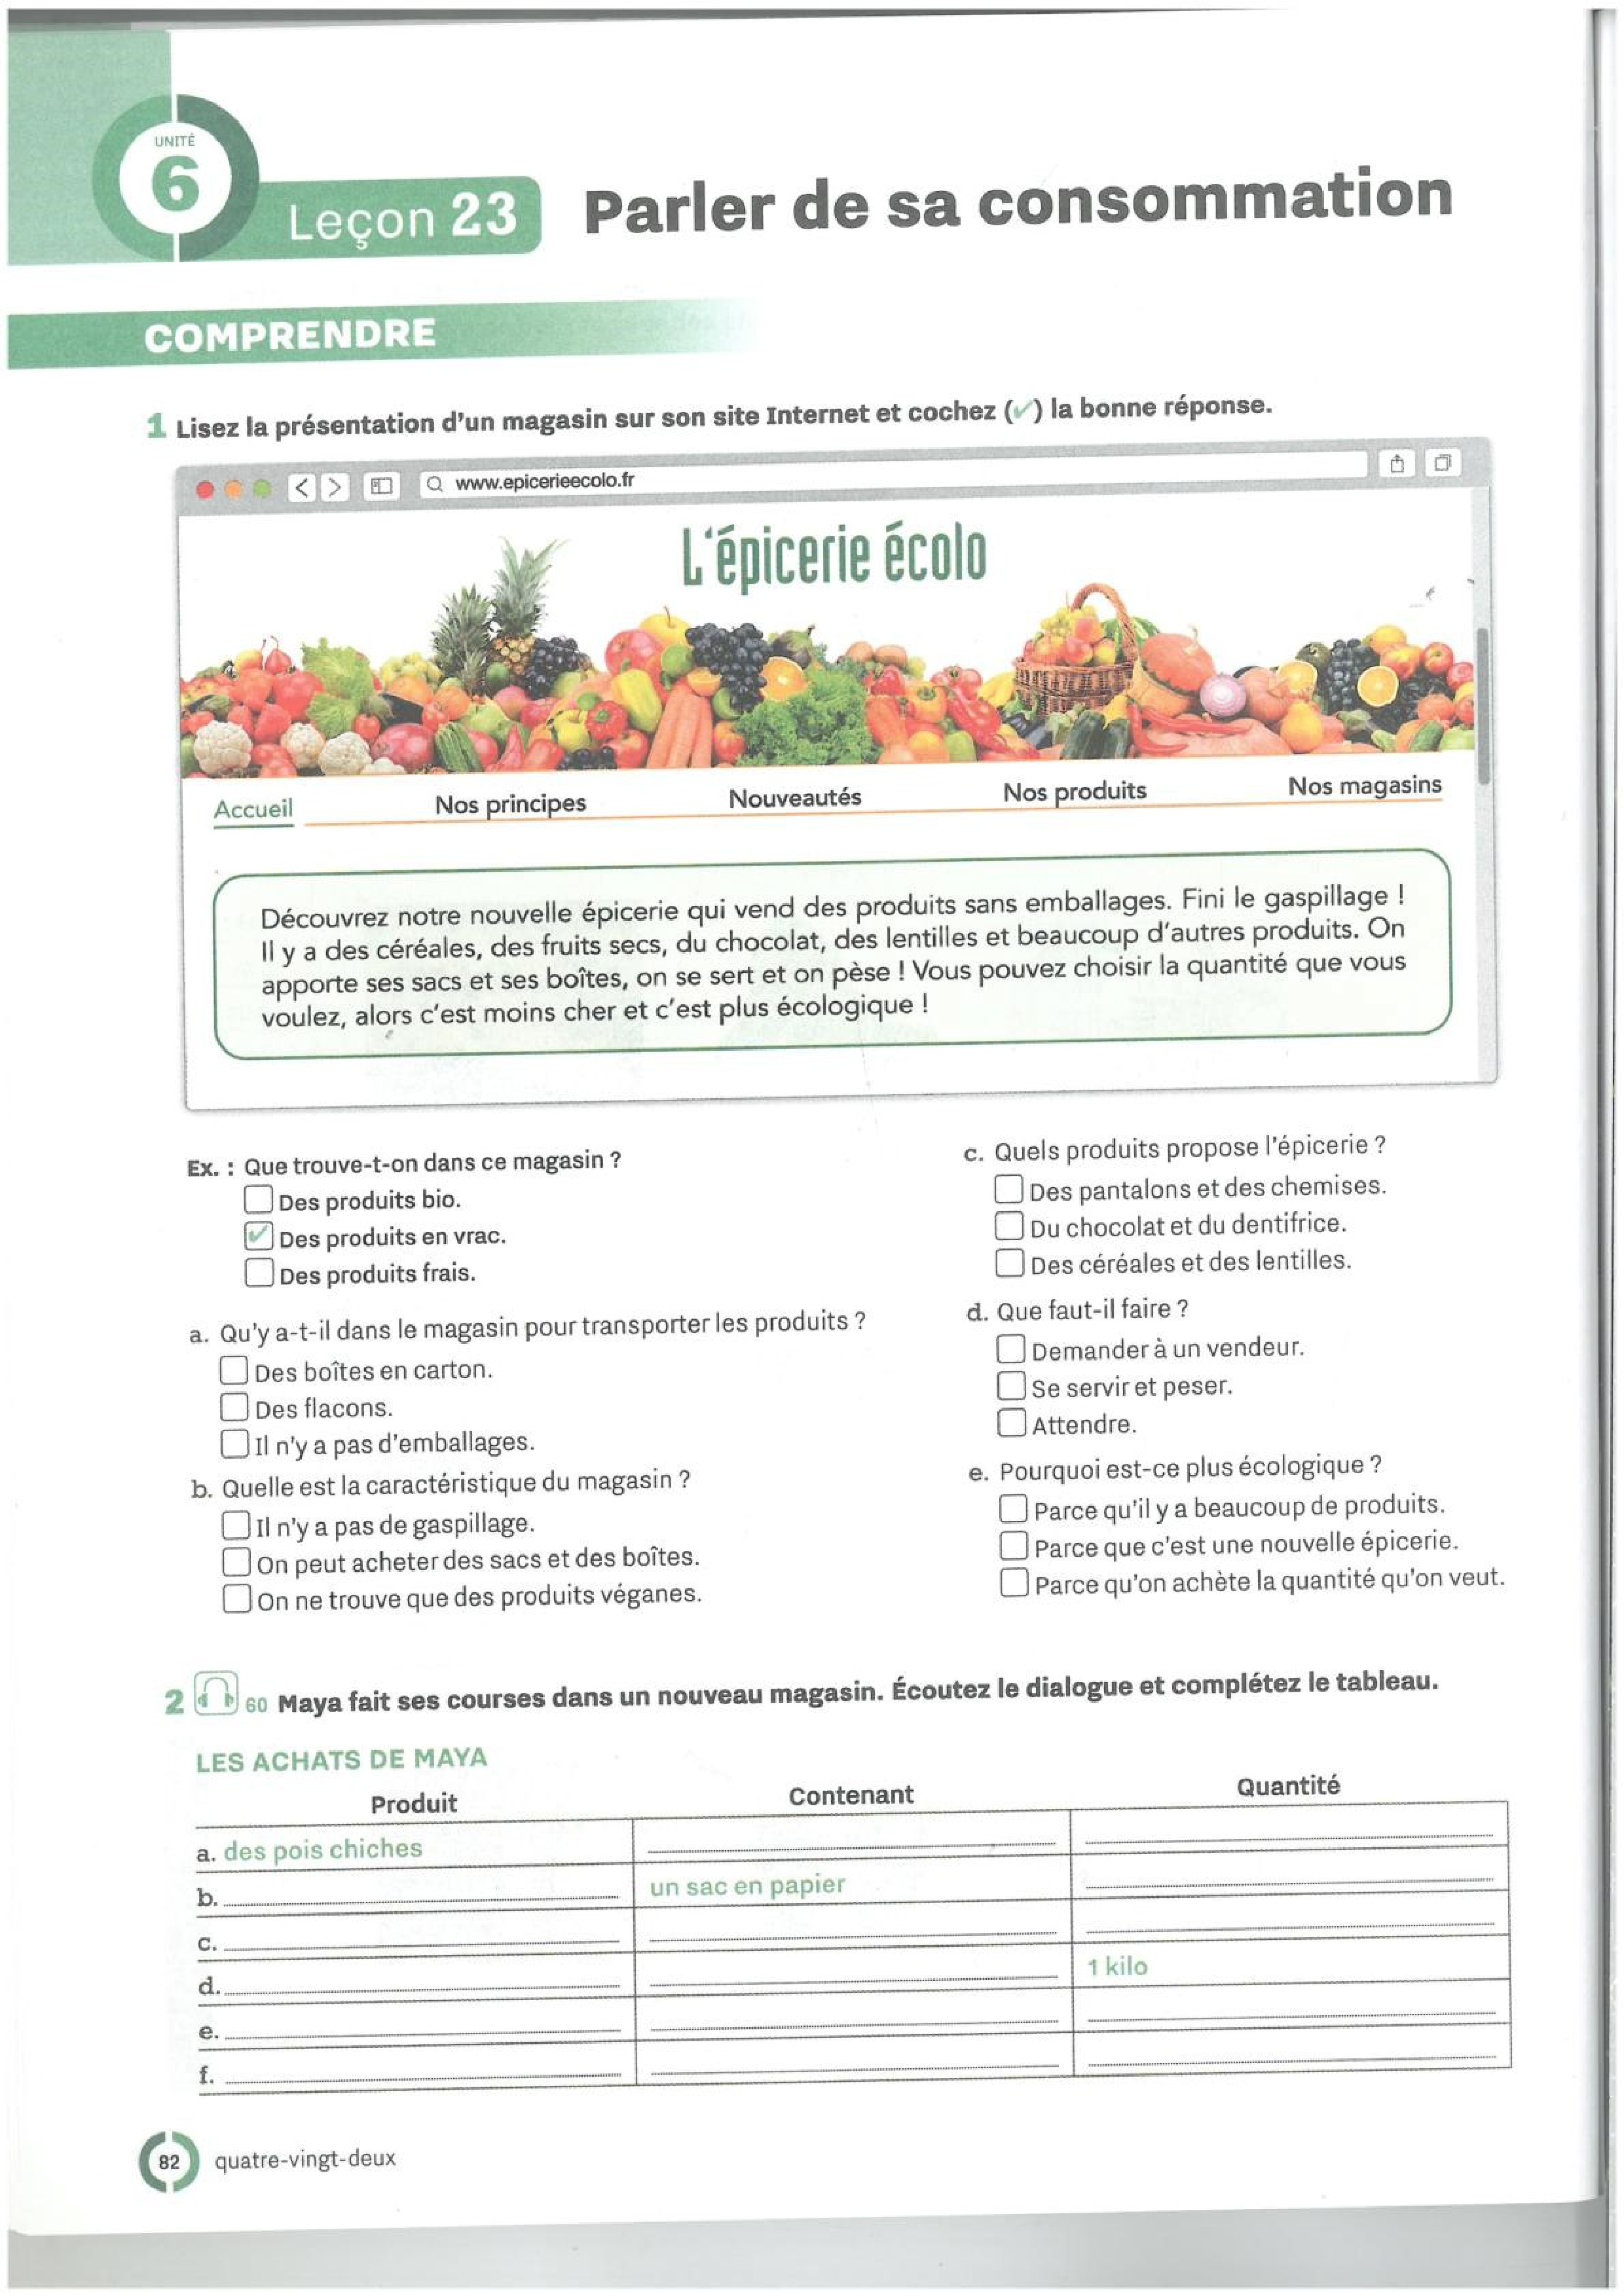 UNITÉ
6
Leçon 23
Parler de sa consommation
COMPRENDRE
1 Lisez la présentation d'un magasin sur son site Internet et cochez (✓) la bonne réponse.
www.epicerieecolo.fr
L'épicerie écolo
Accueil
Nos principes
Nouveautés
Nos produits
Nos magasins
Découvrez notre nouvelle épicerie qui vend des produits sans emballages. Fini le gaspillage !
Il y a des céréales, des fruits secs, du chocolat, des lentilles et beaucoup d'autres produits. On
apporte ses sacs et ses boîtes, on se sert et on pèse ! Vous pouvez choisir la quantité que vous
voulez, alors c'est moins cher et c'est plus écologique !
Ex. : Que trouve-t-on dans ce magasin ?
Des produits bio.
✓ Des produits en vrac.
Des produits frais.
a. Qu'y a-t-il dans le magasin pour transporter les produits ?
Des boîtes en carton.
Des flacons.
Il n'y a pas d'emballages.
b. Quelle est la caractéristique du magasin ?
Il n'y a pas de gaspillage.
On peut acheter des sacs et des boîtes.
On ne trouve que des produits véganes.
c. Quels produits propose l'épicerie ?
Des pantalons et des chemises.
Du chocolat et du dentifrice.
Des céréales et des lentilles.
d. Que faut-il faire ?
Demander à un vendeur.
Se servir et peser.
Attendre.
e. Pourquoi est-ce plus écologique ?
Parce qu'il y a beaucoup de produits.
Parce que c'est une nouvelle épicerie.
Parce qu'on achète la quantité qu'on veut.
2 60 Maya fait ses courses dans un nouveau magasin. Écoutez le dialogue et complétez le tableau.
LES ACHATS DE MAYA
Produit
Contenant
Quantité
a. des pois chiches
b.
un sac en papier
c.
d.
1 kilo
e.
f.
82
quatre-vingt-deux